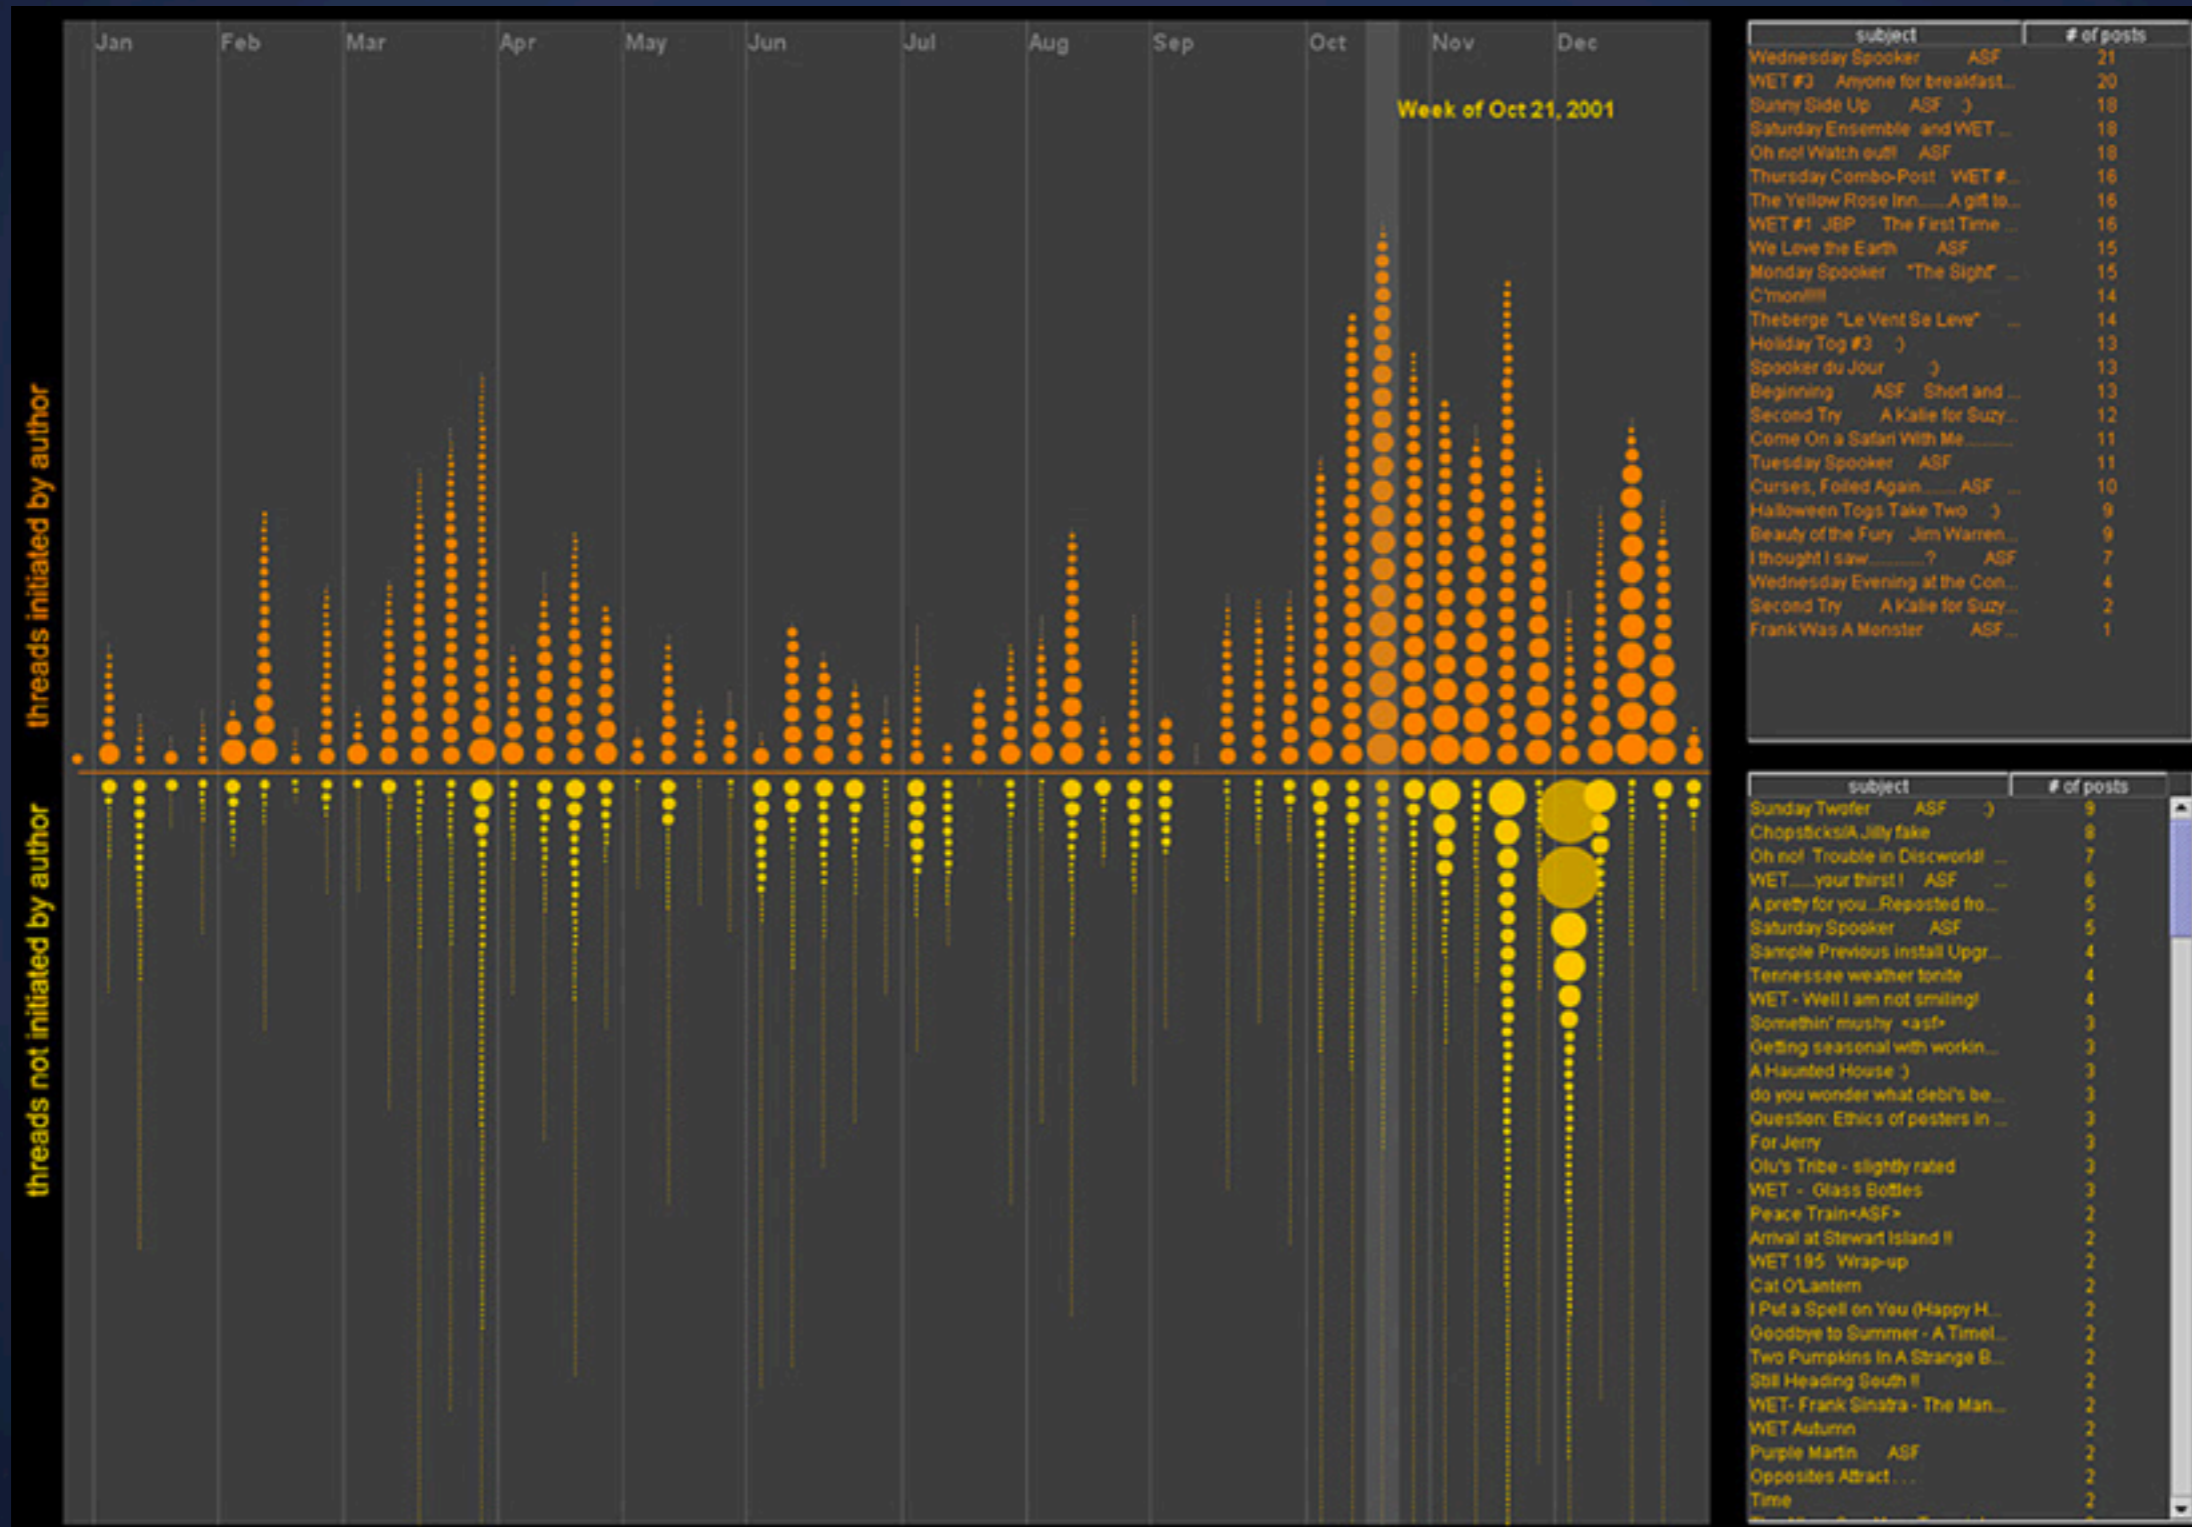 Jan Feb Mar Apr May Jun Jul Aug Sep Oct Nov Dec
Week of Oct 21, 2001
threads initiated by author
threads not initiated by author
subject # of posts
Wednesday Spooker ASF 21
WET #3 Anyone for breakfast... 20
Sunny Side Up ASF :) 18
Saturday Ensemble and WET ... 18
Oh no! Watch out!! ASF 18
Thursday Combo-Post WET #... 16
The Yellow Rose Inn......A gift to... 16
WET #1 JBP The First Time ... 16
We Love the Earth ASF 15
Monday Spooker "The Sight" ... 15
C'mon!!!!! 14
Theberge "Le Vent Se Leve" ... 14
Holiday Tog #3 :) 13
Spooker du Jour :) 13
Beginning ASF Short and ... 13
Second Try A Kalie for Suzy... 12
Come On a Safari With Me.......... 11
Tuesday Spooker ASF 11
Curses, Foiled Again....... ASF ... 10
Halloween Togs Take Two :) 9
Beauty of the Fury Jim Warren... 9
I thought I saw............? ASF 7
Wednesday Evening at the Con... 4
Second Try A Kalie for Suzy... 2
Frank Was A Monster ASF... 1
subject # of posts
Sunday Twofer ASF :) 9
Chopsticks/A Jilly fake 8
Oh no! Trouble in Discworld! ... 7
WET......your thirst ! ASF ... 6
A pretty for you...Reposted fro... 5
Saturday Spooker ASF 5
Sample Previous install Upgr... 4
Tennessee weather tonite 4
WET - Well I am not smiling! 4
Somethin' mushy <asf> 3
Getting seasonal with workin... 3
A Haunted House :) 3
do you wonder what debi's be... 3
Question: Ethics of posters in ... 3
For Jerry 3
Olu's Tribe - slightly rated 3
WET - Glass Bottles 3
Peace Train<ASF> 2
Arrival at Stewart Island !! 2
WET 195 Wrap-up 2
Cat O'Lantern 2
I Put a Spell on You (Happy H... 2
Goodbye to Summer - A Timel... 2
Two Pumpkins In A Strange B... 2
Still Heading South !! 2
WET- Frank Sinatra - The Man... 2
WET Autumn 2
Purple Martin ASF 2
Opposites Attract . . . 2
Time 2